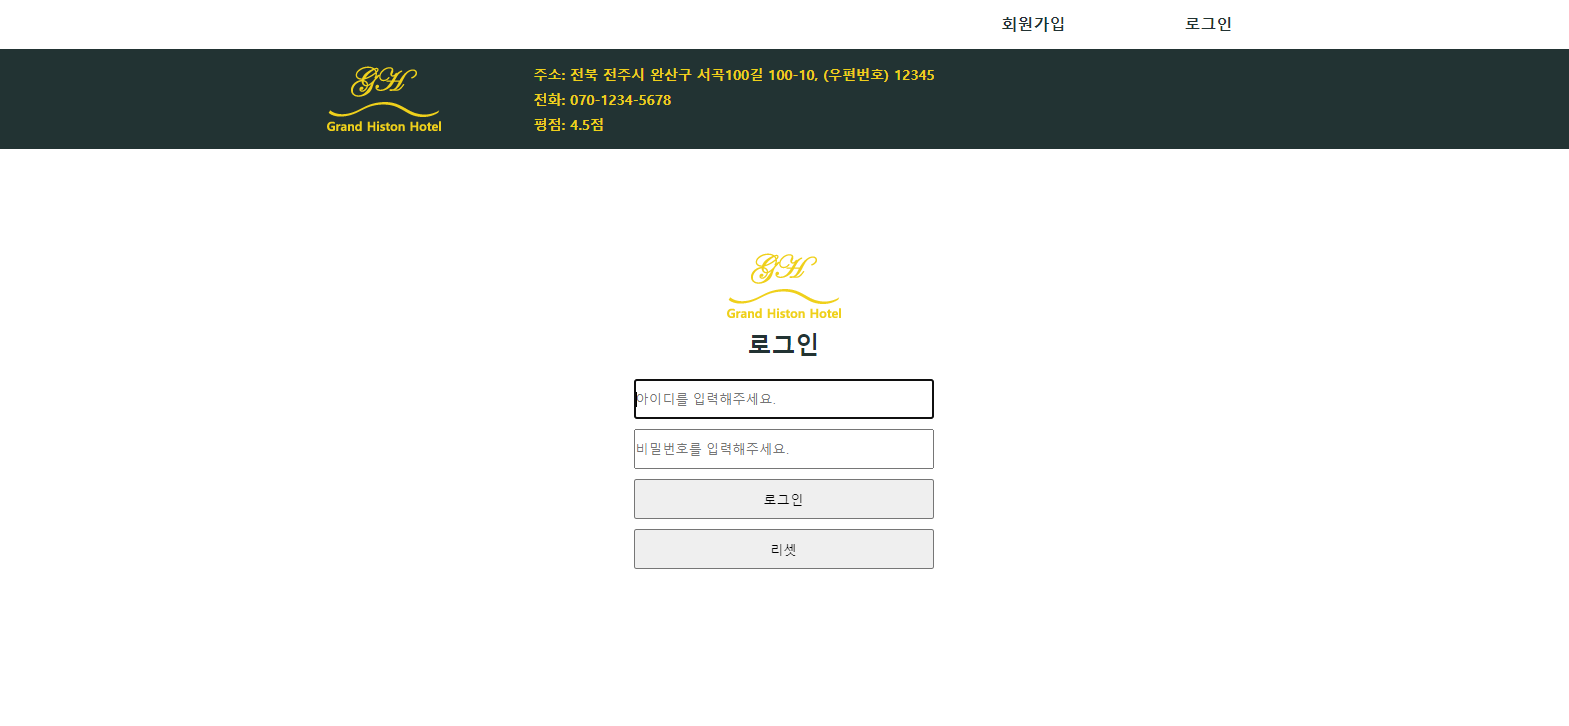 회원가입 로그인
GH
Grand Histon Hotel
주소: 전북 전주시 완산구 서곡100길 100-10, (우편번호) 12345
전화: 070-1234-5678
평점: 4.5점
GH
Grand Histon Hotel
로그인
아이디를 입력해주세요.
비밀번호를 입력해주세요.
로그인
리셋